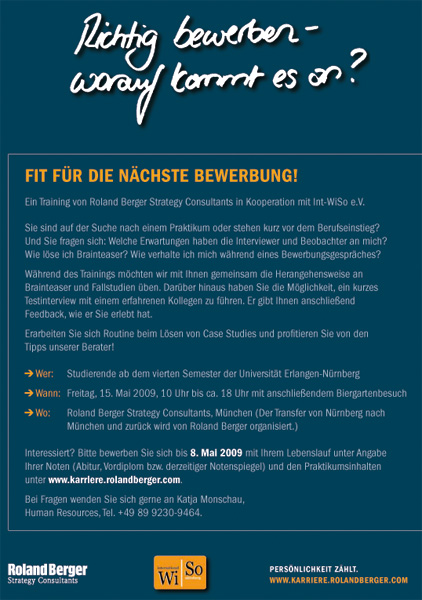 Richtig bewerben –
worauf kommt es an?
FIT FÜR DIE NÄCHSTE BEWERBUNG!
Ein Training von Roland Berger Strategy Consultants in Kooperation mit Int-WiSo e.V.
Sie sind auf der Suche nach einem Praktikum oder stehen kurz vor dem Berufseinstieg?
Und Sie fragen sich: Welche Erwartungen haben die Interviewer und Beobachter an mich?
Wie löse ich Brainteaser? Wie verhalte ich mich während eines Bewerbungsgespräches?
Während des Trainings möchten wir mit Ihnen gemeinsam die Herangehensweise an
Brainteaser und Fallstudien üben. Darüber hinaus haben Sie die Möglichkeit, ein kurzes
Testinterview mit einem erfahrenen Kollegen zu führen. Er gibt Ihnen anschließend
Feedback, wie er Sie erlebt hat.
Erarbeiten Sie sich Routine beim Lösen von Case Studies und profitieren Sie von den
Tipps unserer Berater!
→ Wer: Studierende ab dem vierten Semester der Universität Erlangen-Nürnberg
→ Wann: Freitag, 15. Mai 2009, 10 Uhr bis ca. 18 Uhr mit anschließendem Biergartenbesuch
→ Wo: Roland Berger Strategy Consultants, München (Der Transfer von Nürnberg nach
München und zurück wird von Roland Berger organisiert.)
Interessiert? Bitte bewerben Sie sich bis 8. Mai 2009 mit Ihrem Lebenslauf unter Angabe
Ihrer Noten (Abitur, Vordiplom bzw. derzeitiger Notenspiegel) und den Praktikumsinhalten
unter www.karriere.rolandberger.com.
Bei Fragen wenden Sie sich gerne an Katja Monschau,
Human Resources, Tel. +49 89 9230-9464.
Roland Berger
Strategy Consultants
WiSo
PERSÖNLICHKEIT ZÄHLT.
WWW.KARRIERE.ROLANDBERGER.COM